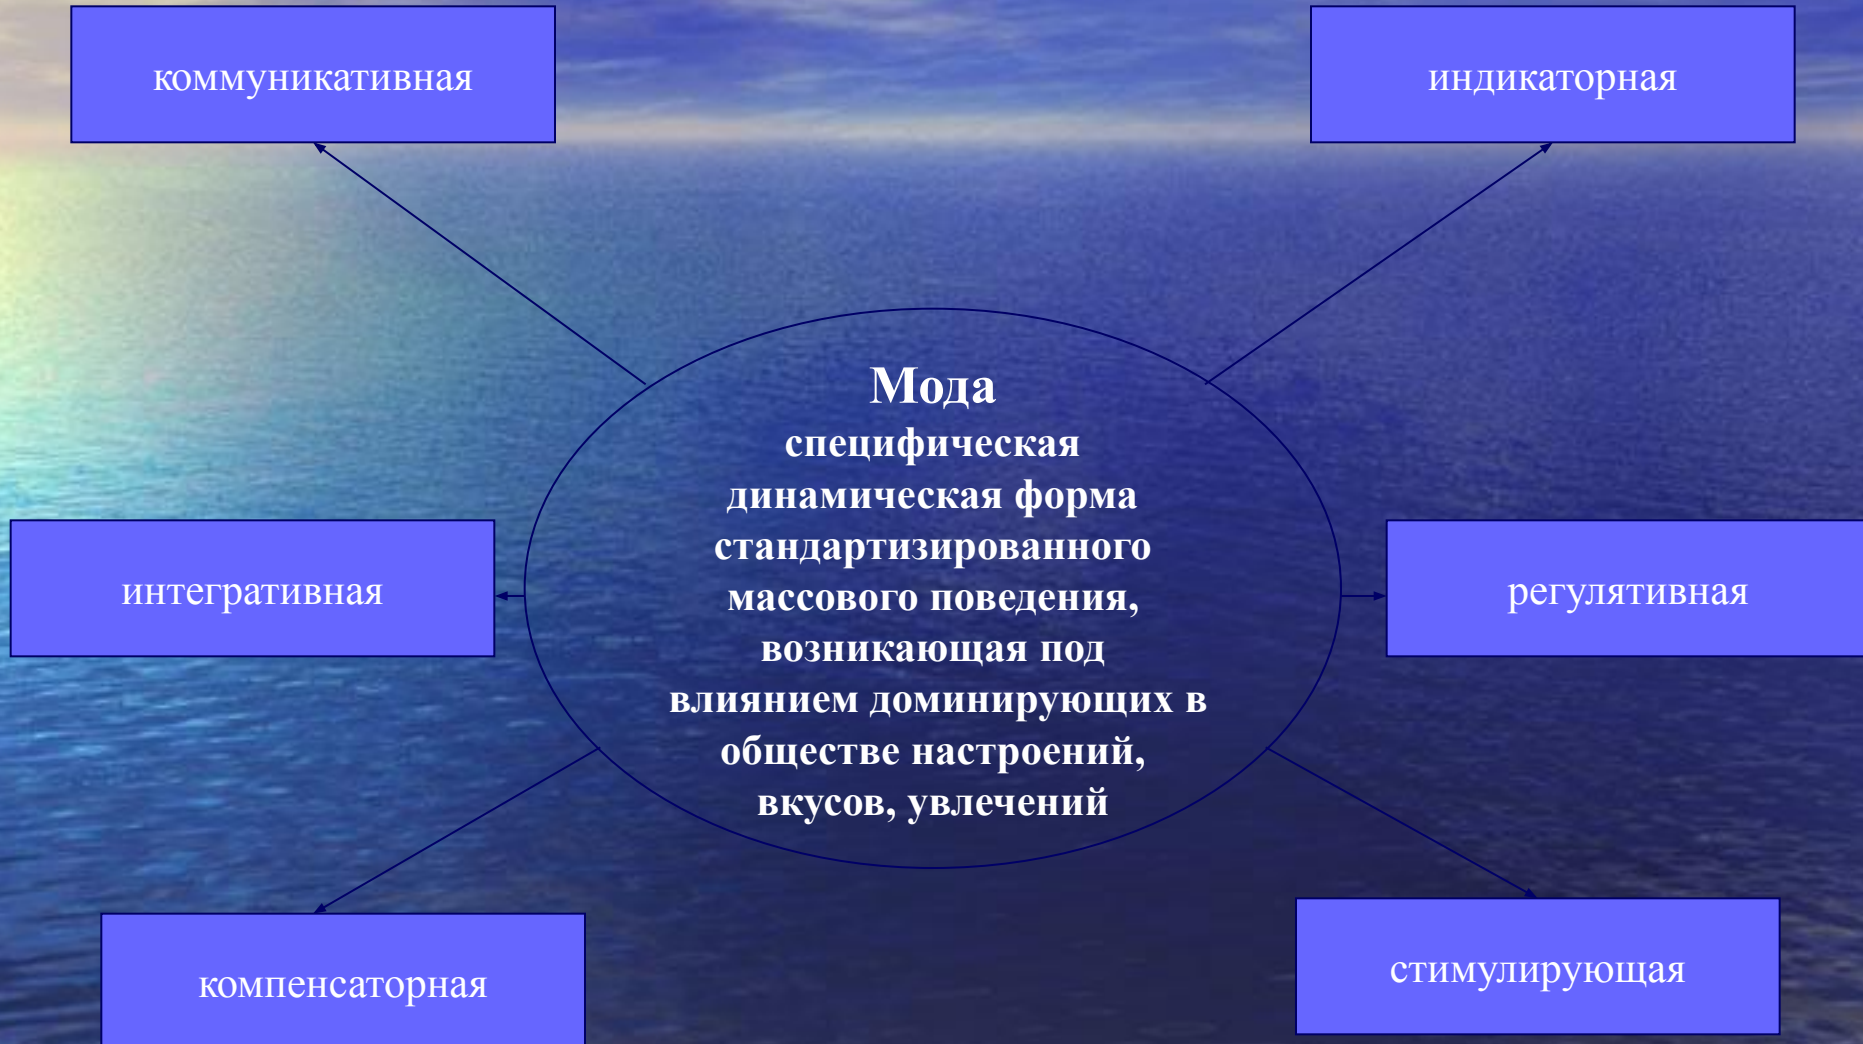 коммуникативная
индикаторная
Мода
специфическая
динамическая форма
стандартизированного
массового поведения,
возникающая под
влиянием доминирующих в
обществе настроений,
вкусов, увлечений
интегративная
регулятивная
компенсаторная
стимулирующая